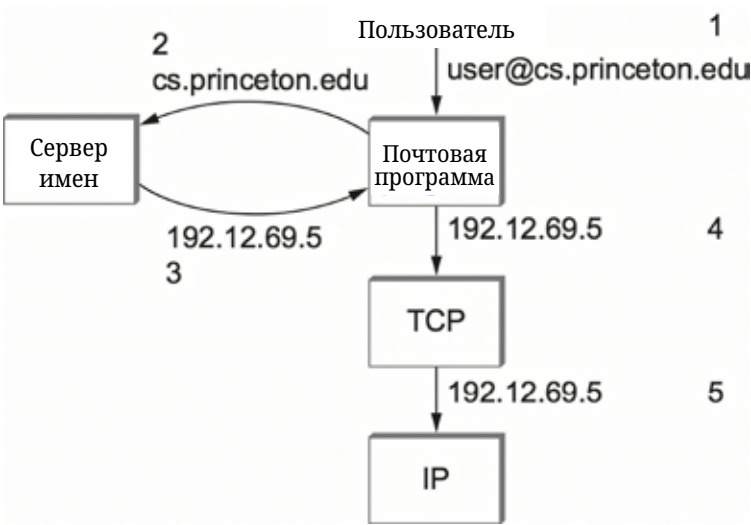 Пользователь
1
user@cs.princeton.edu
2
cs.princeton.edu
Сервер
имен
Почтовая
программа
192.12.69.5
3
192.12.69.5
4
TCP
192.12.69.5
5
IP